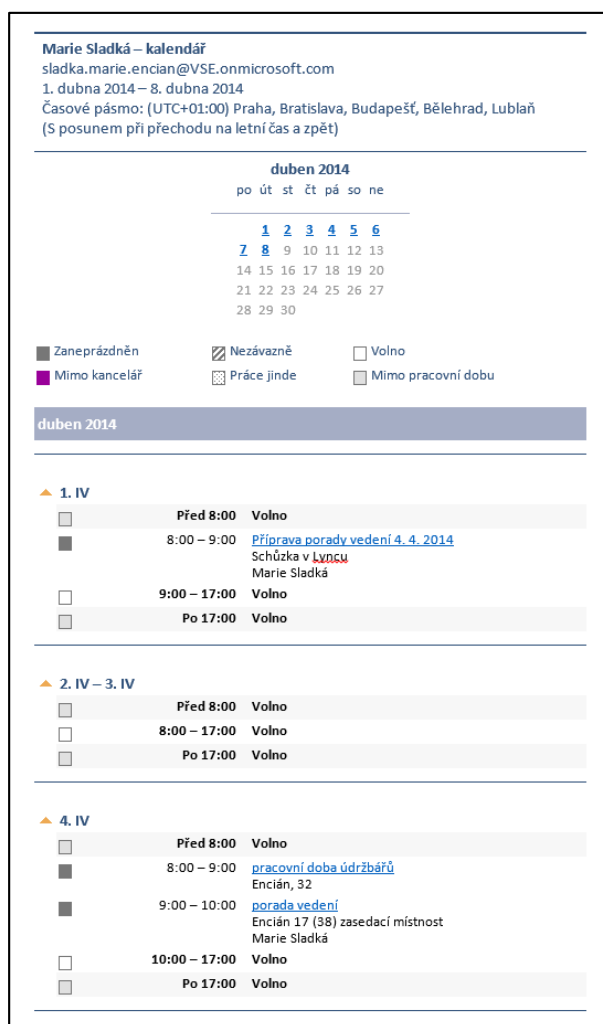 Marie Sladká – kalendář
sladka.marie.encian@VSE.onmicrosoft.com
1. dubna 2014 – 8. dubna 2014
Časové pásmo: (UTC+01:00) Praha, Bratislava, Budapešť, Bělehrad, Lublaň
(S posunem při přechodu na letní čas a zpět)
duben 2014
po út st čt pá so ne
1 2 3 4 5 6
7 8 9 10 11 12 13
14 15 16 17 18 19 20
21 22 23 24 25 26 27
28 29 30
Zaneprázdněn Nezávazně Volno
Mimo kancelář Práce jinde Mimo pracovní dobu
duben 2014
1. IV
Před 8:00 Volno
8:00 – 9:00 Příprava porady vedení 4. 4. 2014
Schůzka v Lyncu
Marie Sladká
9:00 – 17:00 Volno
Po 17:00 Volno
2. IV – 3. IV
Před 8:00 Volno
8:00 – 17:00 Volno
Po 17:00 Volno
4. IV
Před 8:00 Volno
8:00 – 9:00 pracovní doba údržbářů
Encián, 32
9:00 – 10:00 porada vedení
Encián 17 (38) zasedací místnost
Marie Sladká
10:00 – 17:00 Volno
Po 17:00 Volno